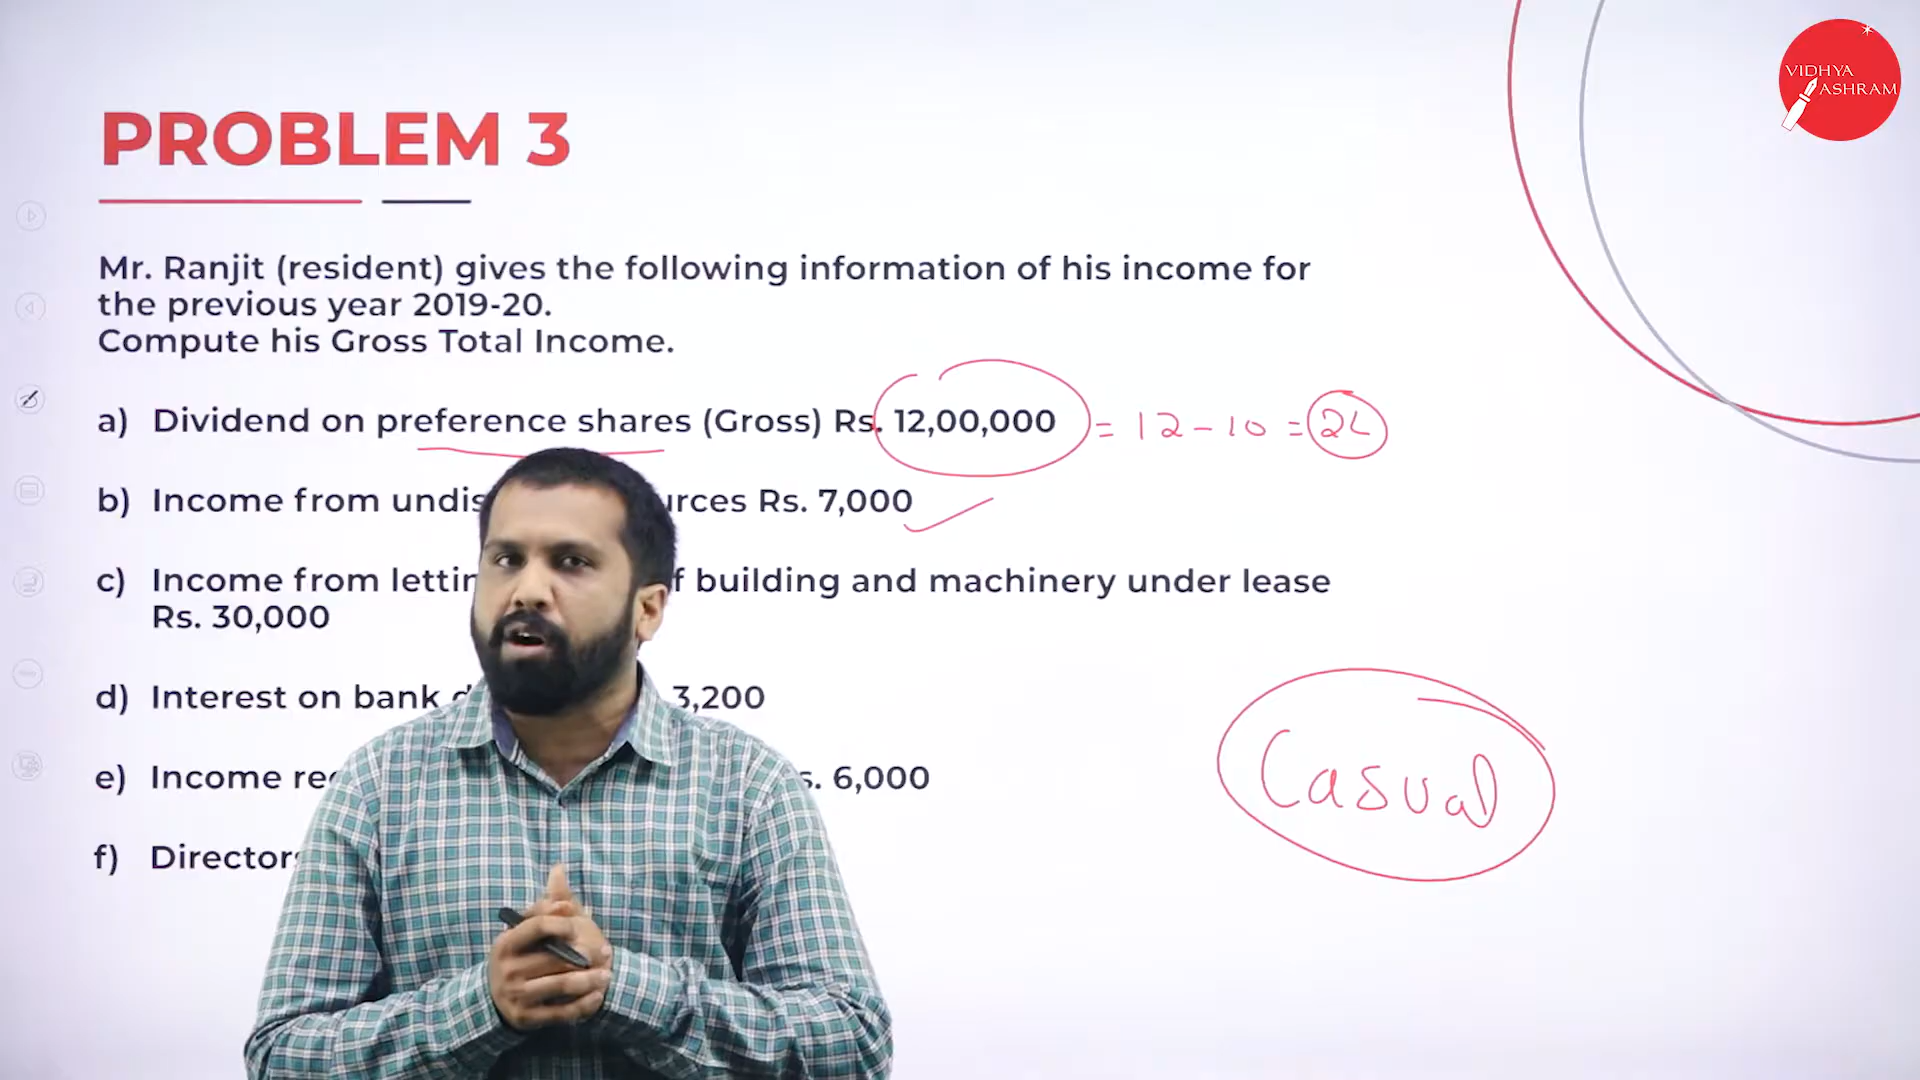 VIDHYA
ASHRAM
PROBLEM 3
Mr. Ranjit (resident) gives the following information of his income for
the previous year 2019-20.
Compute his Gross Total Income.
a) Dividend on preference shares (Gross) Rs. 12,00,000 = 12 - 10 = 2L
b) Income from undis urces Rs. 7,000
c) Income from lettin f building and machinery under lease
Rs. 30,000
d) Interest on bank 3,200
e) Income re s. 6,000
f) Directors
Casual